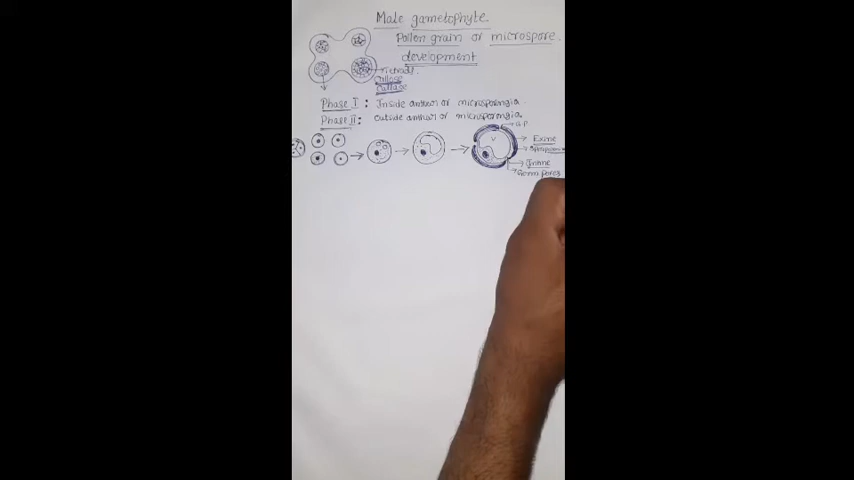 Male gametophyte.
Pollen grain or microspore
development
callose
Phase I : Inside anther or microsporangia.
Phase II : outside anther or microsporangia.
G.P
Exine
V
Intine
Germ pores